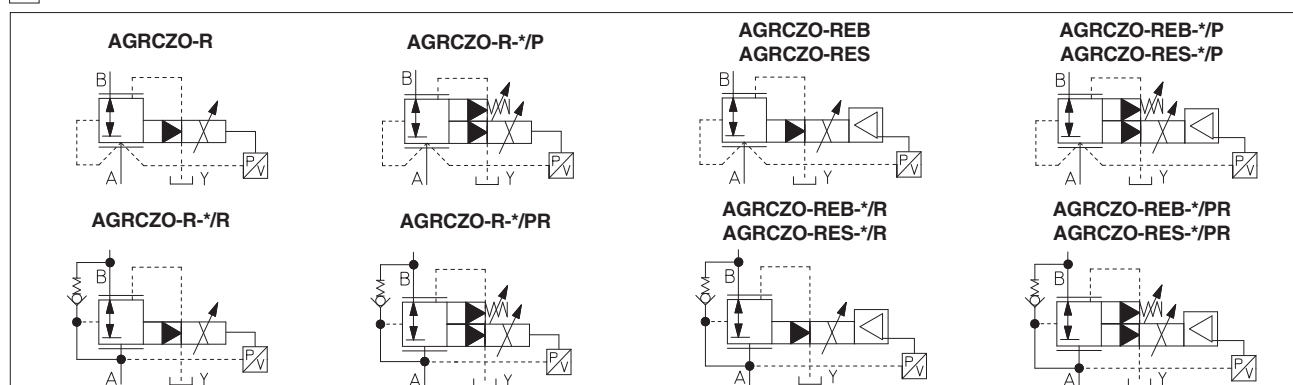 AGRCZO-R
B
A
Y
P/V
AGRCZO-R-*/P
B
A
Y
P/V
AGRCZO-REB
AGRCZO-RES
B
A
Y
P/V
AGRCZO-REB-*/P
AGRCZO-RES-*/P
B
A
Y
P/V
AGRCZO-R-*/R
B
A
Y
P/V
AGRCZO-R-*/PR
B
A
Y
P/V
AGRCZO-REB-*/R
AGRCZO-RES-*/R
B
A
Y
P/V
AGRCZO-REB-*/PR
AGRCZO-RES-*/PR
B
A
Y
P/V